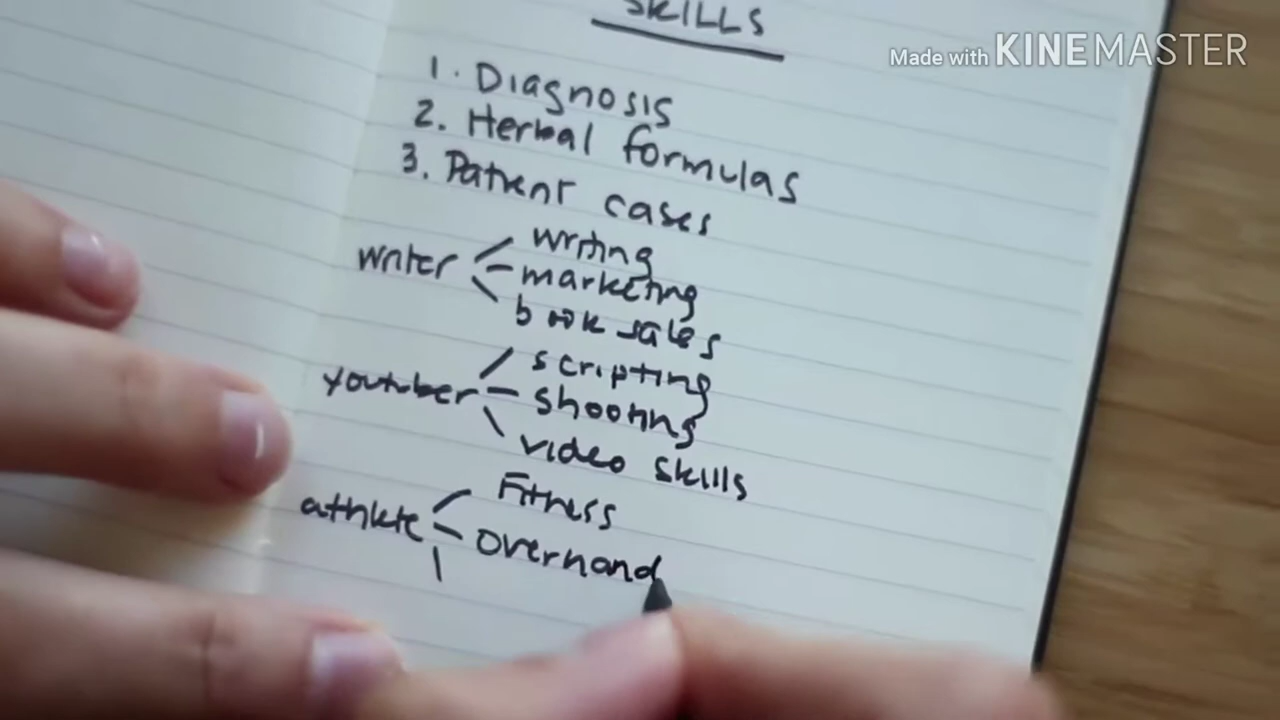 SKILLS
Made with KINEMASTER
1. Diagnosis
2. Herbal formulas
3. Patient cases
writer
writing
marketing
book sales
youtuber
scripting
shooting
video skills
athlete
Fitness
overhand